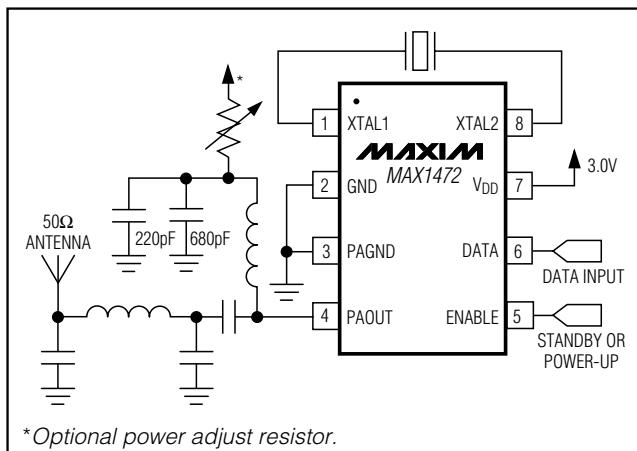 *
1 XTAL1
XTAL2 8
MAXIM
MAX1472
2 GND
VDD 7
3.0V
50Ω
ANTENNA
220pF 680pF
3 PAGND
DATA 6
DATA INPUT
4 PAOUT
ENABLE 5
STANDBY OR
POWER-UP
*Optional power adjust resistor.